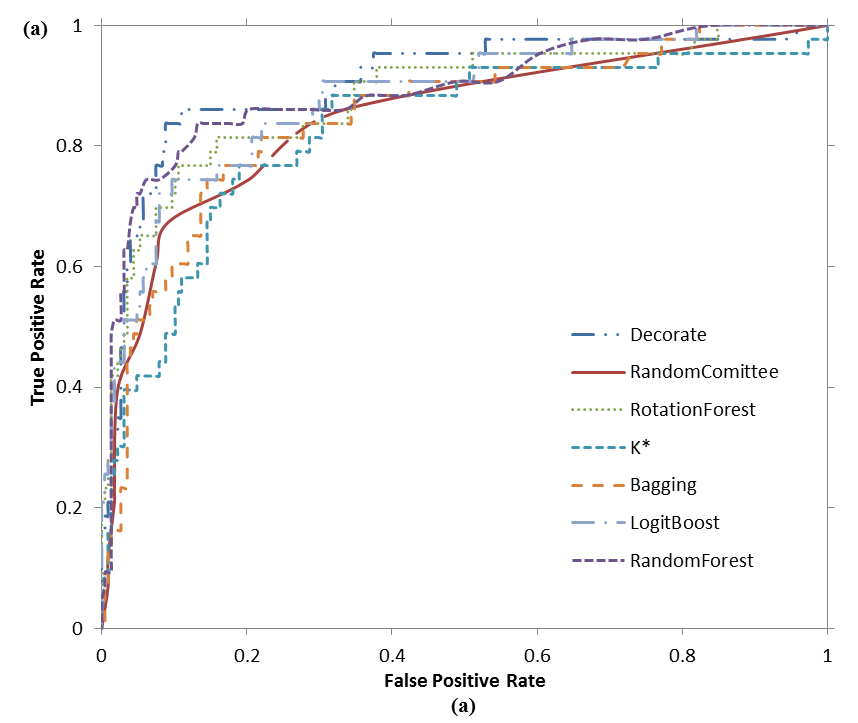 (a)
1
0.8
0.6
0.4
0.2
0
True Positive Rate
Decorate
RandomComittee
RotationForest
K*
Bagging
LogitBoost
RandomForest
0 0.2 0.4 0.6 0.8 1
False Positive Rate
(a)